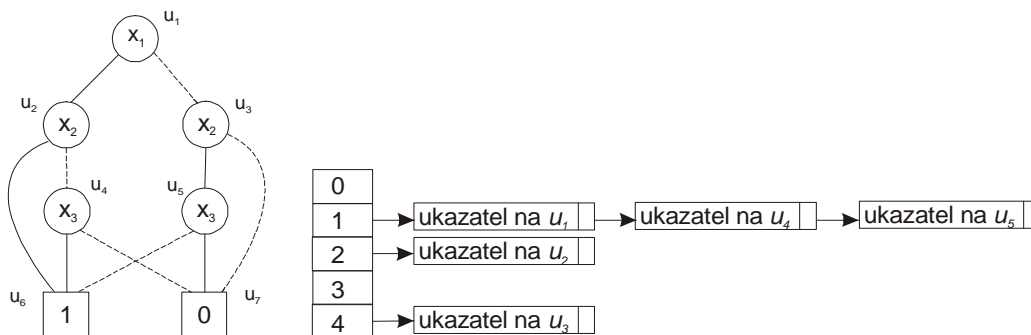 u1
x1
u2
u3
x2
x2
u4
u5
x3
x3
u6
u7
1
0
0
1 ukazatel na u1 ukazatel na u4 ukazatel na u5
2 ukazatel na u2
3
4 ukazatel na u3